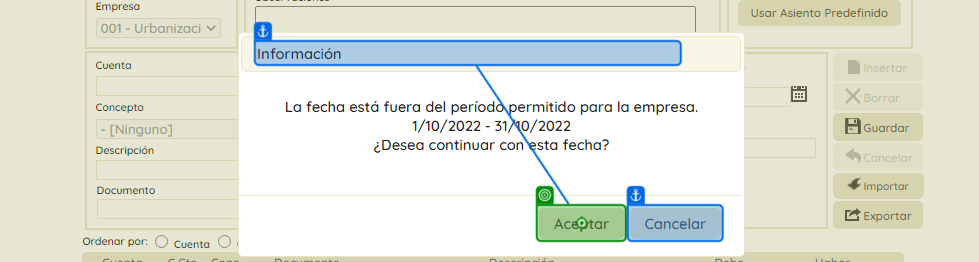 Empresa
001 - Urbanizaci
Usar Asiento Predefinido
Información
Cuenta
Insertar
Borrar
Concepto
La fecha está fuera del período permitido para la empresa.
- [Ninguno]
1/10/2022 - 31/10/2022
Guardar
Descripción
¿Desea continuar con esta fecha?
Cancelar
Documento
Importar
Aceptar
Cancelar
Exportar
Ordenar por:
Cuenta